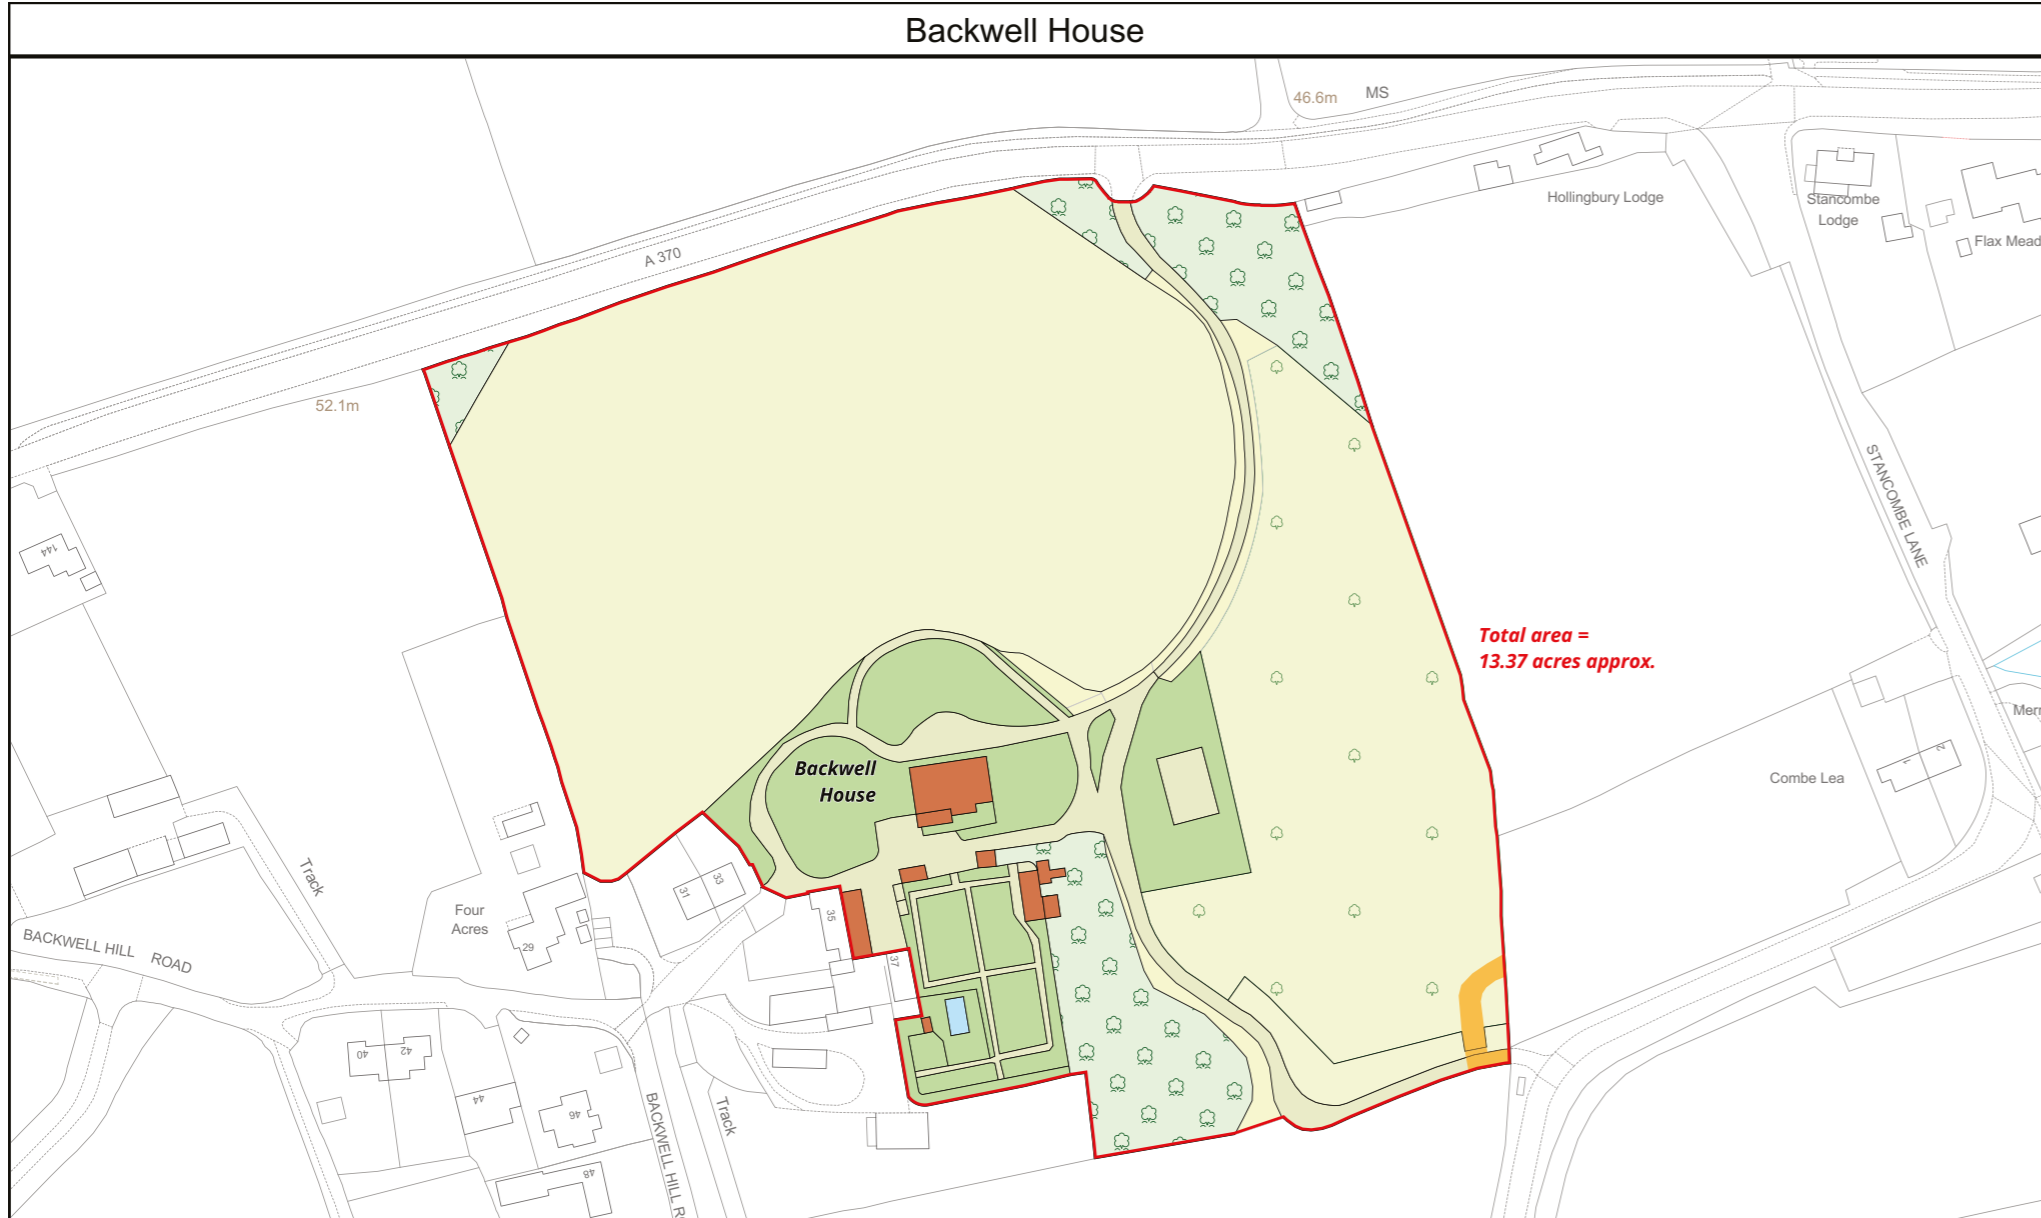 Backwell House
46.6m
MS
Hollingbury Lodge
Stancombe
Lodge
Flax Mead
A 370
52.1m
STANCOMBE LANE
144
Total area =
13.37 acres approx.
Backwell
House
Combe Lea
1
2
Track
31
33
35
37
Four
Acres
29
BACKWELL HILL ROAD
40
42
44
46
48
BACKWELL HILL
Track